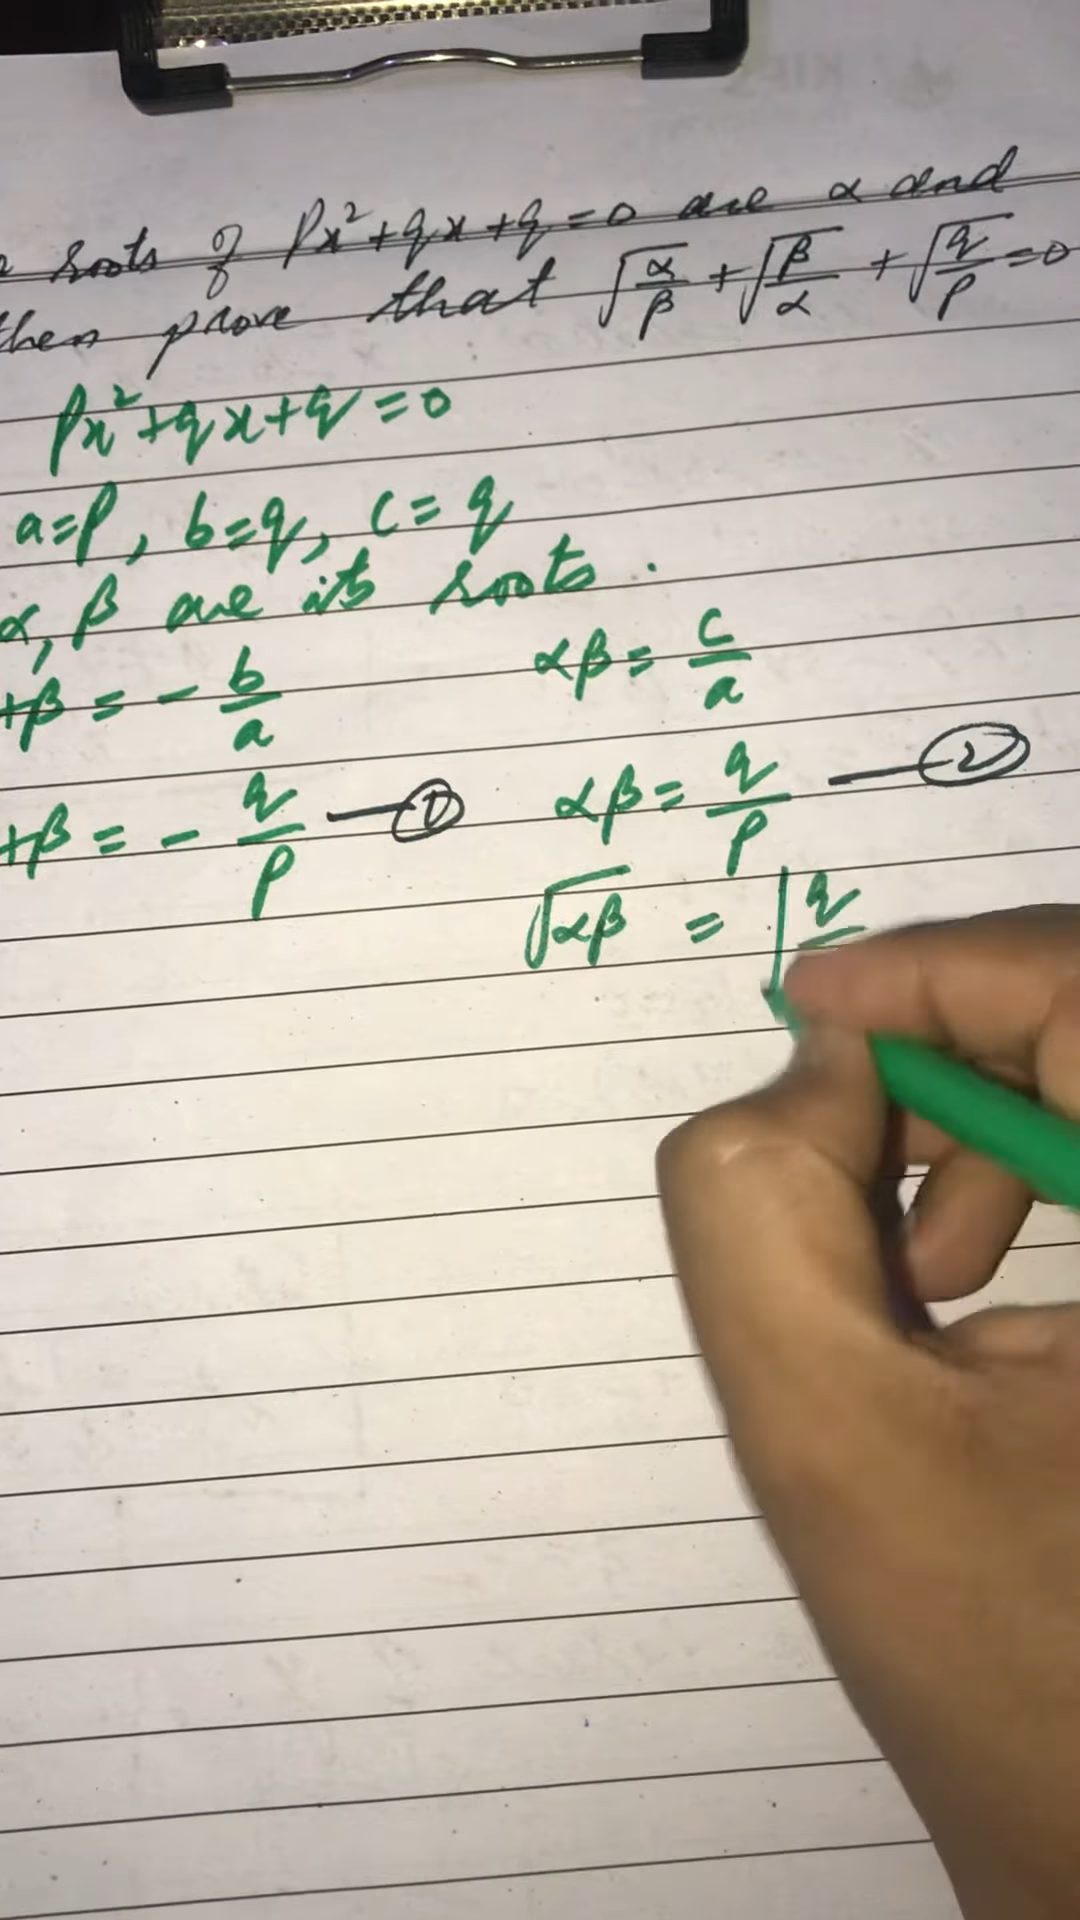 roots of Px²+qx+q=0 are α and
then prove that √(α/β) + √(β/α) + √(q/p) = 0
Px²+qx+q=0
a=P, b=q, c=q
α, β are its roots.
+β = - b/a    αβ = c/a
+β = - q/p —① αβ = q/p —②
√αβ = q